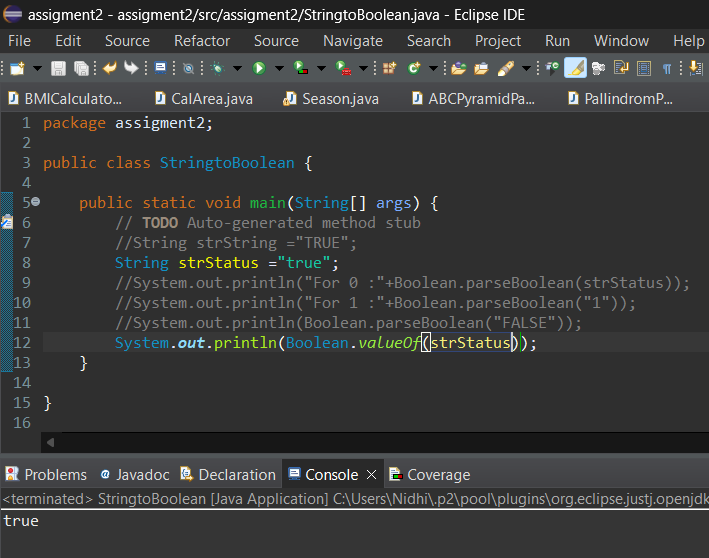 assigment2 - assigment2/src/assigment2/StringtoBoolean.java - Eclipse IDE
File Edit Source Refactor Source Navigate Search Project Run Window Help
BMICalculato... CalArea.java Season.java ABCPyramidPa... PallindromP...
1 package assigment2;
2
3 public class StringtoBoolean {
4
5 public static void main(String[] args) {
6 // TODO Auto-generated method stub
7 //String strString ="TRUE";
8 String strStatus ="true";
9 //System.out.println("For 0 :"+Boolean.parseBoolean(strStatus));
10 //System.out.println("For 1 :"+Boolean.parseBoolean("1"));
11 //System.out.println(Boolean.parseBoolean("FALSE"));
12 System.out.println(Boolean.valueOf(strStatus));
13 }
14
15 }
16
Problems Javadoc Declaration Console Coverage
<terminated> StringtoBoolean [Java Application] C:\Users\Nidhi\.p2\pool\plugins\org.eclipse.justj.openjdk
true